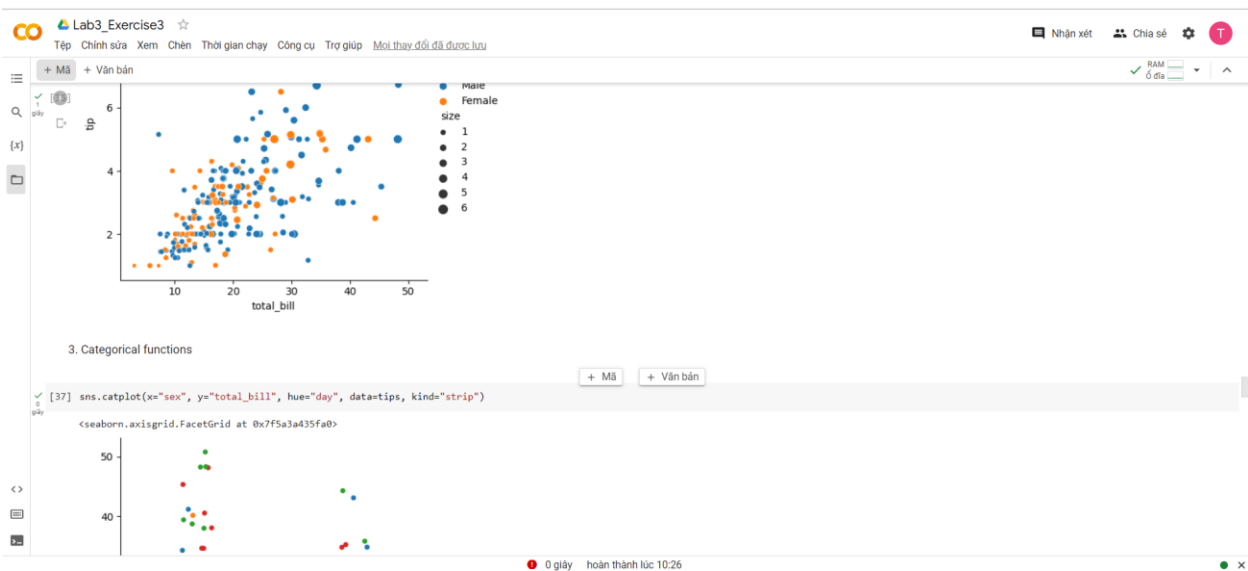 Lab3_Exercise3
Nhận xét
Chia sẻ
T
Tệp Chỉnh sửa Xem Chèn Thời gian chạy Công cụ Trợ giúp Mọi thay đổi đã được lưu
+ Mã + Văn bản
RAM
Ổ đĩa
{x}
1
giây
tip
6
4
2
10 20 30 40 50
total_bill
Male
Female
size
1
2
3
4
5
6
3. Categorical functions
+ Mã + Văn bản
0
giây
[37] sns.catplot(x="sex", y="total_bill", hue="day", data=tips, kind="strip")
<seaborn.axisgrid.FacetGrid at 0x7f5a3a435fa0>
50
40
0 giây hoàn thành lúc 10:26